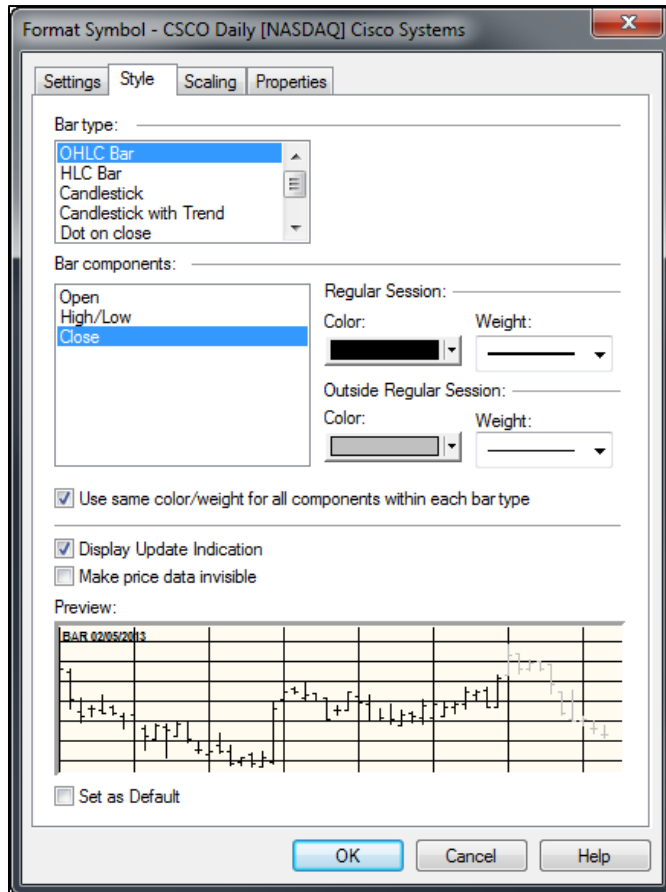 Format Symbol - CSCO Daily [NASDAQ] Cisco Systems
Settings Style Scaling Properties
Bar type:
OHLC Bar
HLC Bar
Candlestick
Candlestick with Trend
Dot on close
Bar components:
Open
High/Low
Close
Regular Session:
Color: Weight:
Outside Regular Session:
Color: Weight:
Use same color/weight for all components within each bar type
Display Update Indication
Make price data invisible
Preview:
BAR 02/05/2013
Set as Default
OK Cancel Help